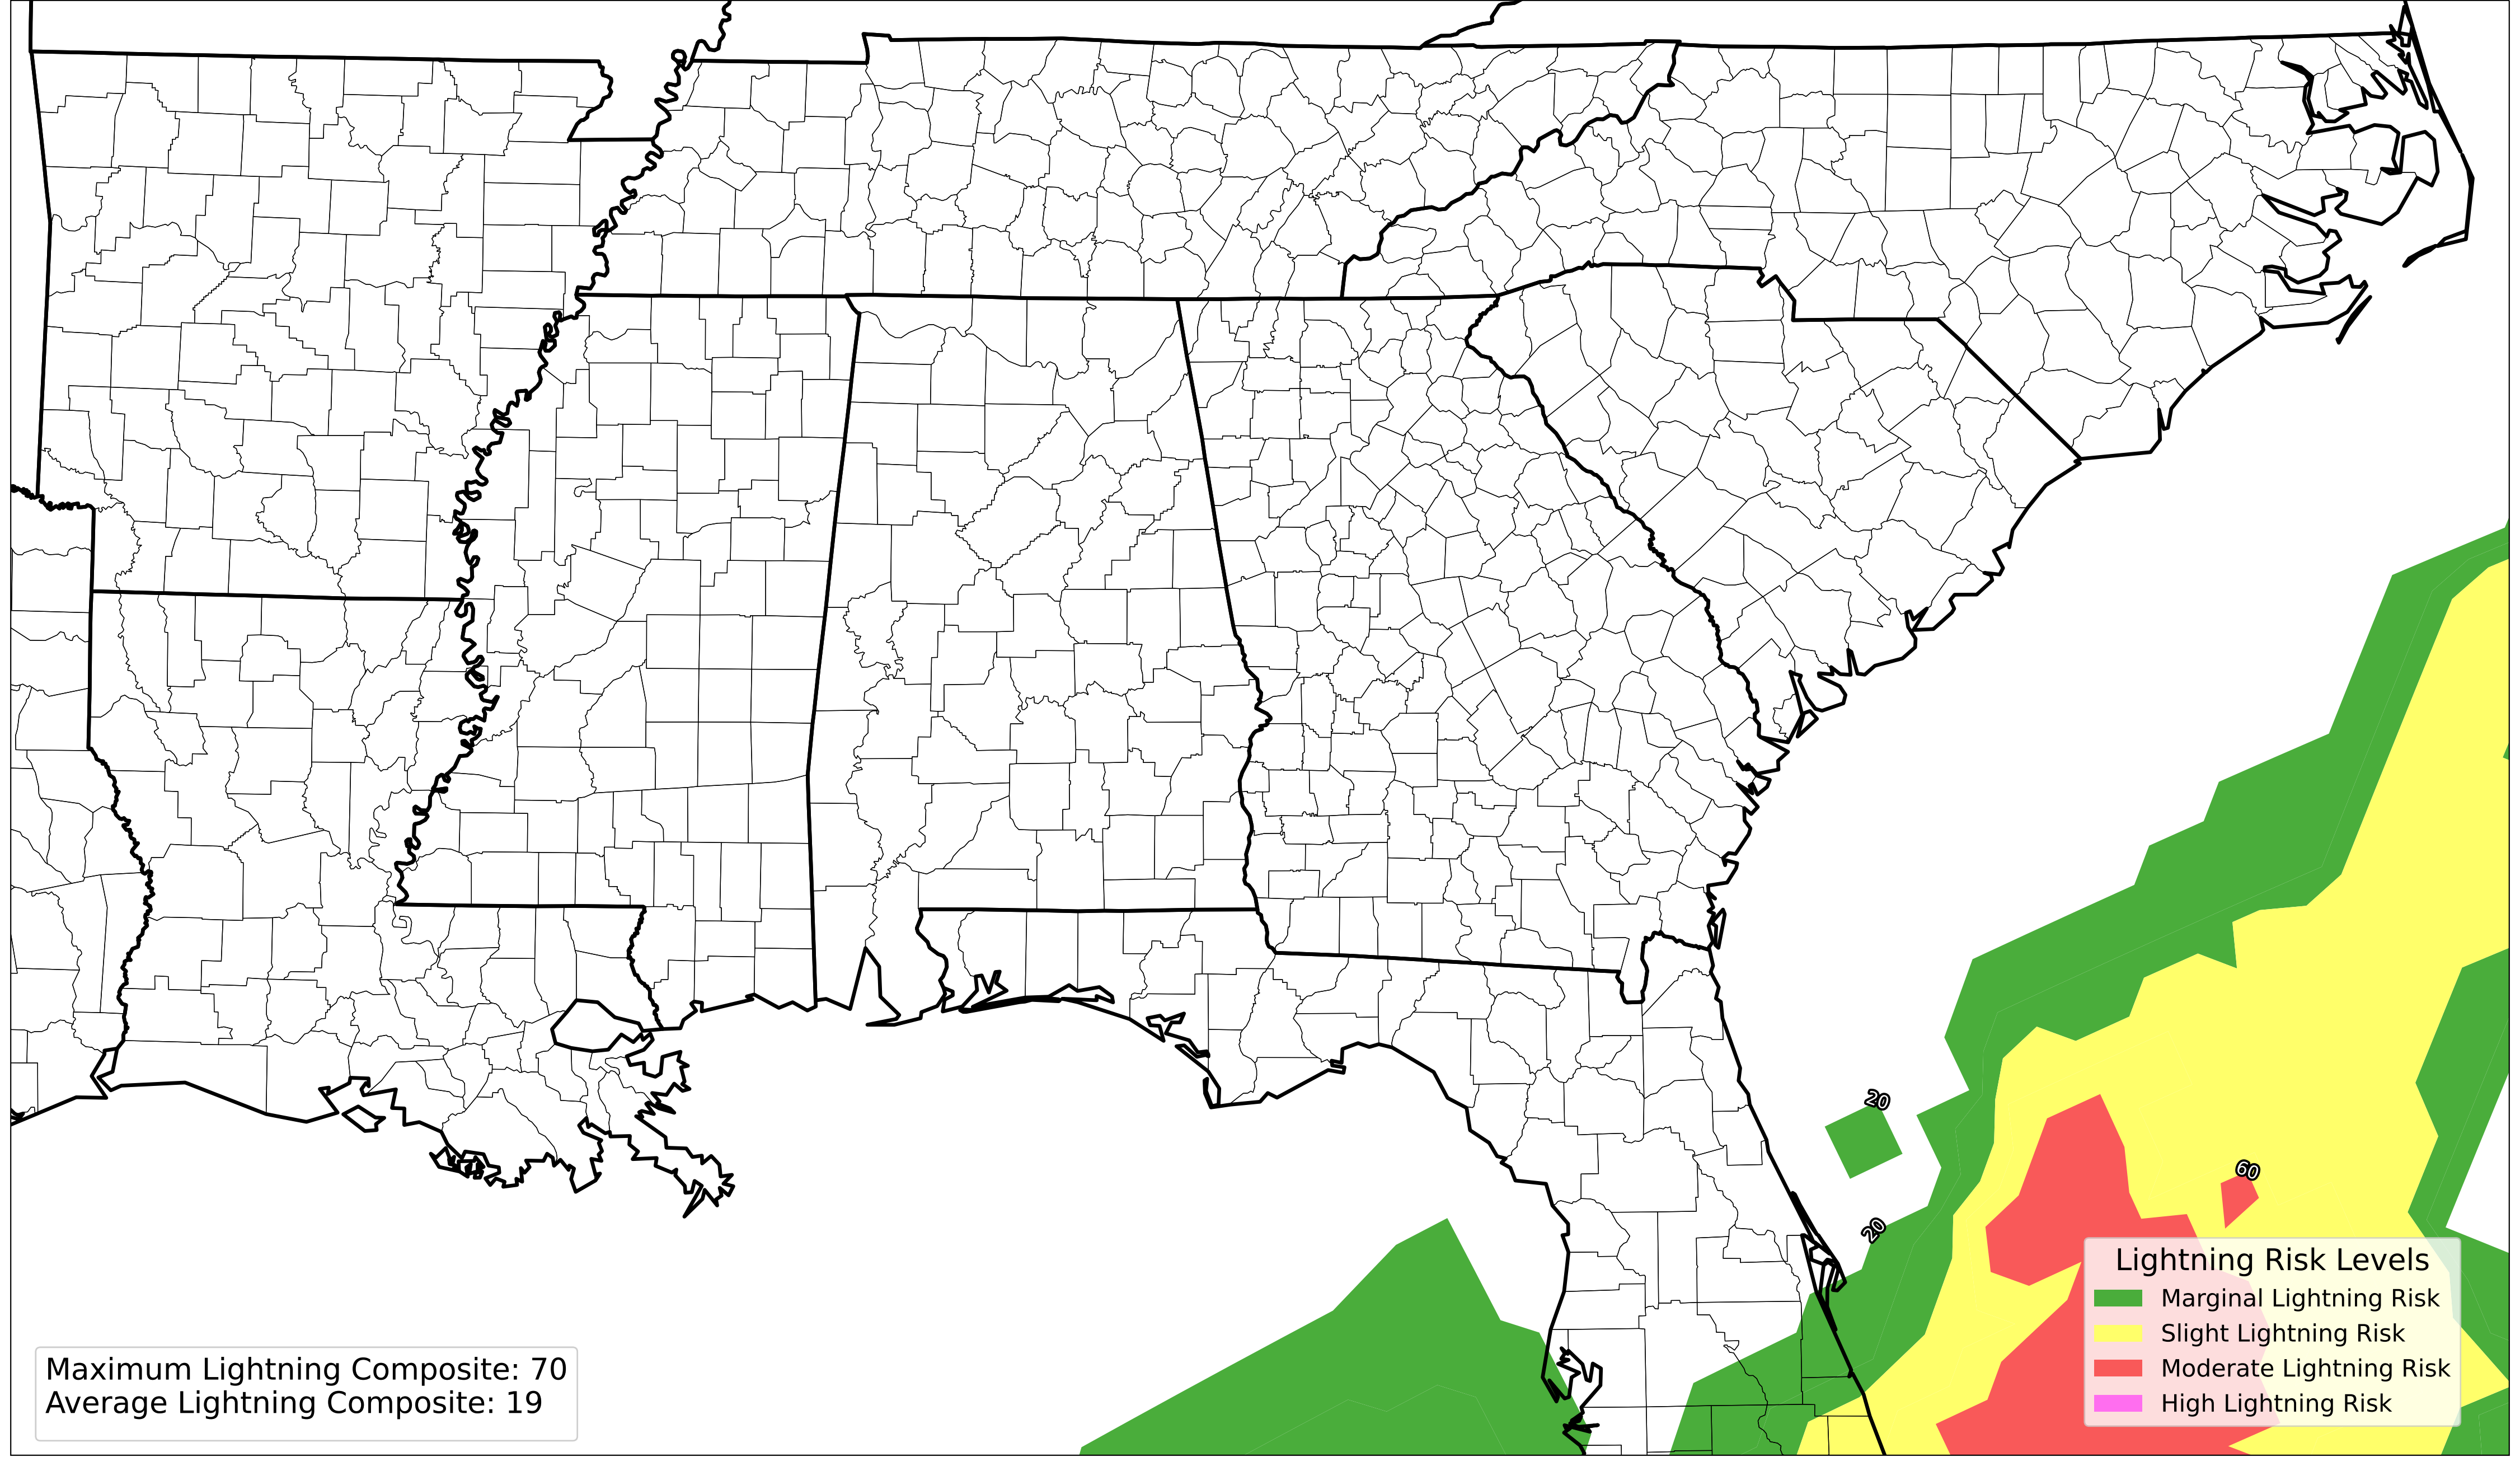 20
60
20
Lightning Risk Levels
Marginal Lightning Risk
Slight Lightning Risk
Moderate Lightning Risk
High Lightning Risk
Maximum Lightning Composite: 70
Average Lightning Composite: 19